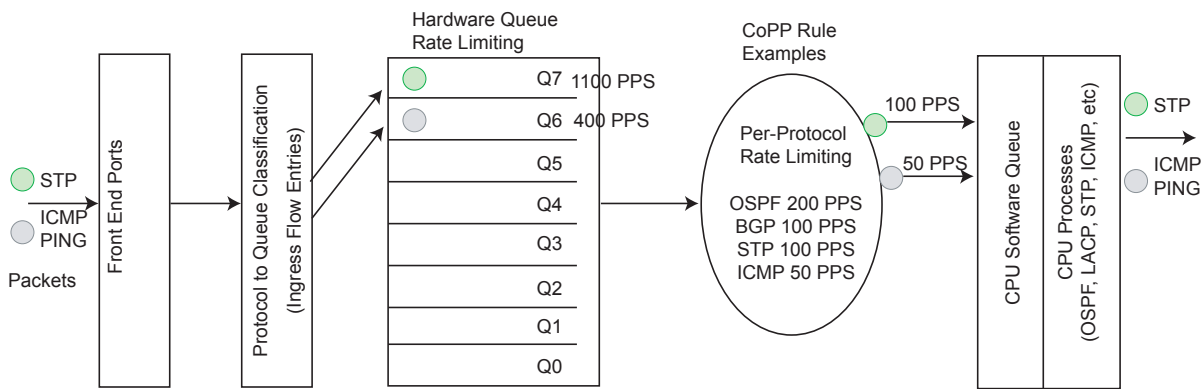 Hardware Queue
Rate Limiting
CoPP Rule
Examples
STP
ICMP
PING
Packets
Front End Ports
Protocol to Queue Classification
(Ingress Flow Entries)
Q7 1100 PPS
Q6 400 PPS
Q5
Q4
Q3
Q2
Q1
Q0
Per-Protocol
Rate Limiting
OSPF 200 PPS
BGP 100 PPS
STP 100 PPS
ICMP 50 PPS
100 PPS
50 PPS
CPU Software Queue
CPU Processes
(OSPF, LACP, STP, ICMP, etc)
STP
ICMP
PING